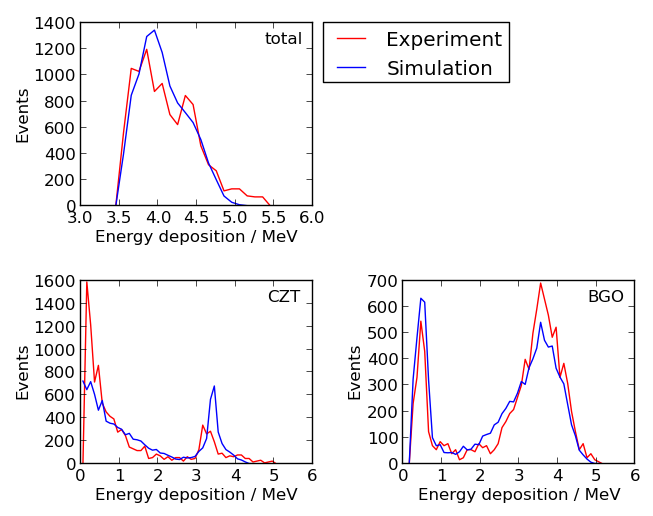 1400
1200
1000
800
600
400
200
0
Events
total
3.0 3.5 4.0 4.5 5.0 5.5 6.0
Energy deposition / MeV
Experiment
Simulation
1600
1400
1200
1000
800
600
400
200
0
Events
CZT
0 1 2 3 4 5 6
Energy deposition / MeV
700
600
500
400
300
200
100
0
Events
BGO
0 1 2 3 4 5 6
Energy deposition / MeV